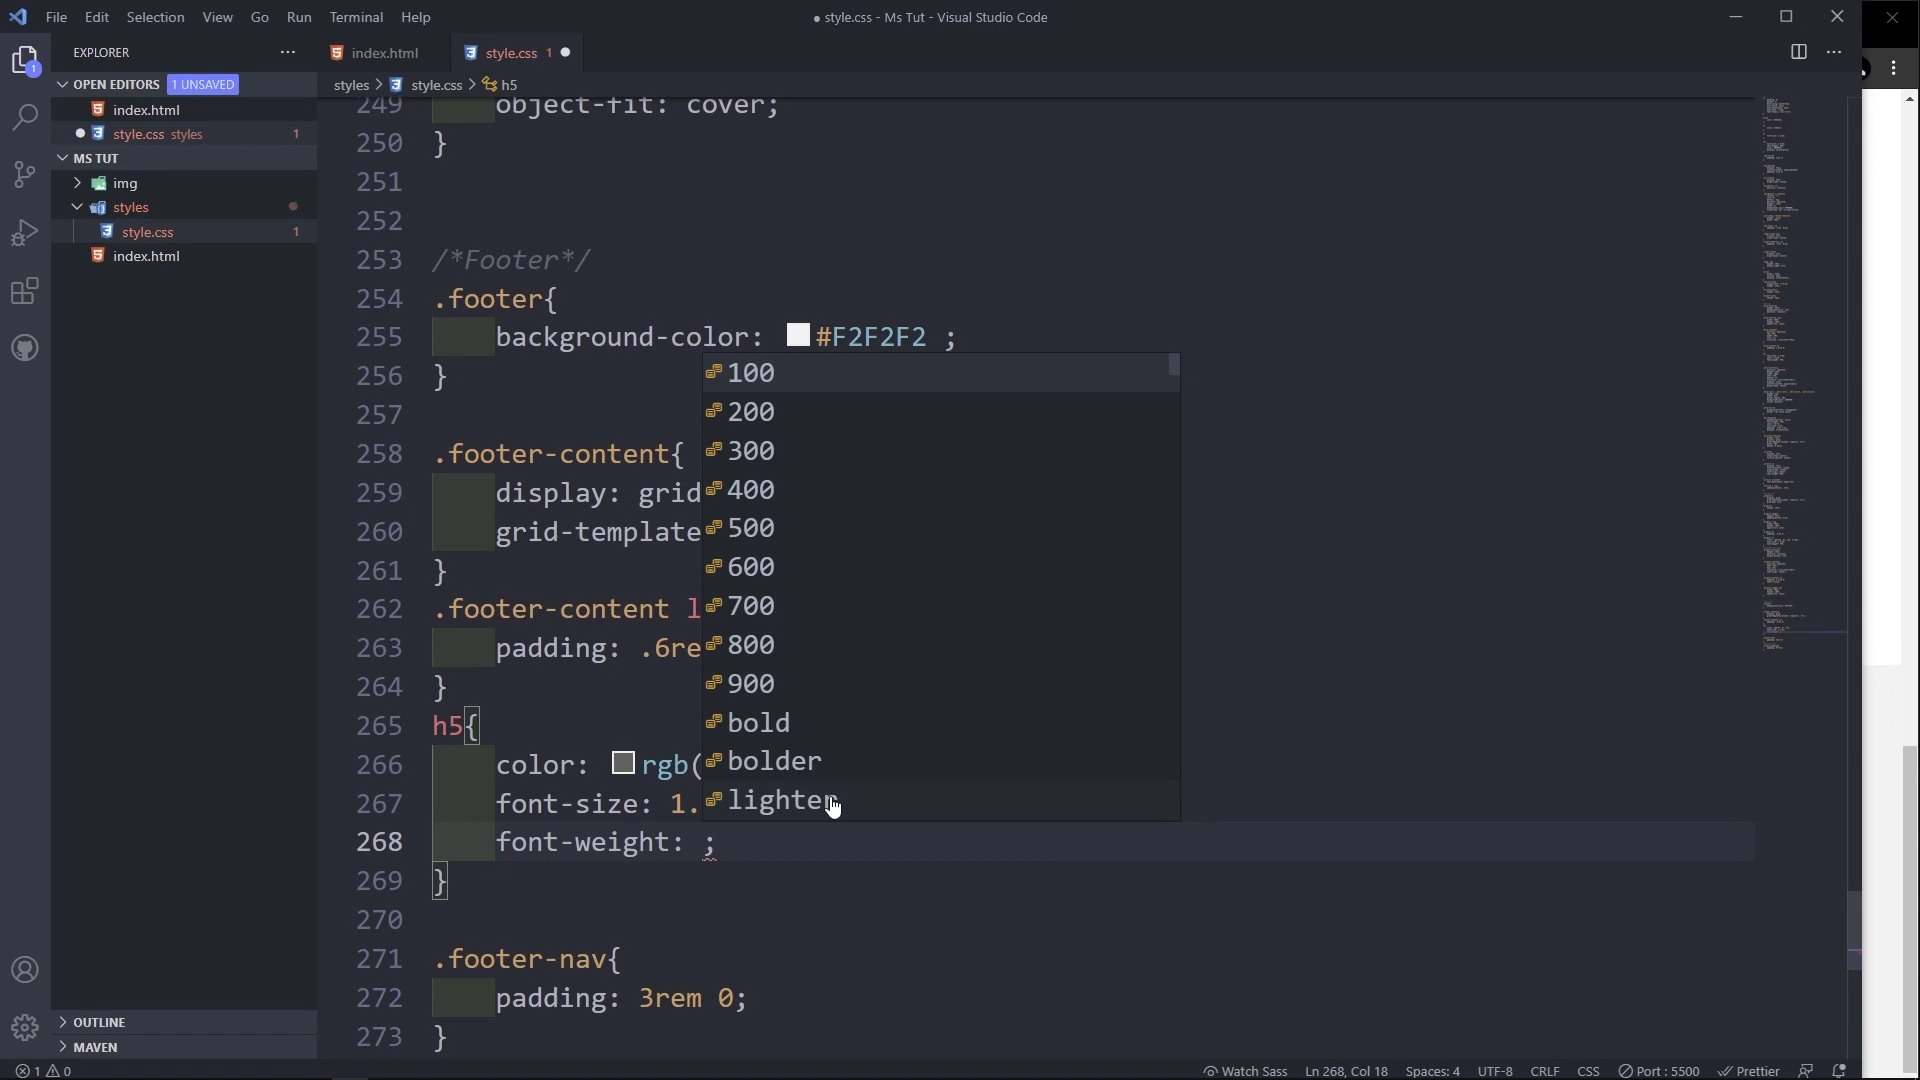 File Edit Selection View Go Run Terminal Help
● style.css - Ms Tut - Visual Studio Code
EXPLORER
index.html
style.css 1
OPEN EDITORS 1 UNSAVED
styles > style.css > h5
index.html
style.css styles 1
MS TUT
img
styles
style.css 1
index.html
OUTLINE
MAVEN
249 object-fit: cover;
250 }
251
252
253 /*Footer*/
254 .footer{
255 background-color: #F2F2F2 ;
256 }
257
258 .footer-content{
259 display: grid
260 grid-template
261 }
262 .footer-content l
263 padding: .6re
264 }
265 h5{
266 color: rgb(
267 font-size: 1.
268 font-weight: ;
269 }
270
271 .footer-nav{
272 padding: 3rem 0;
273 }
100
200
300
400
500
600
700
800
900
bold
bolder
lighter
1 0 Watch Sass Ln 268, Col 18 Spaces: 4 UTF-8 CRLF CSS Port : 5500 Prettier